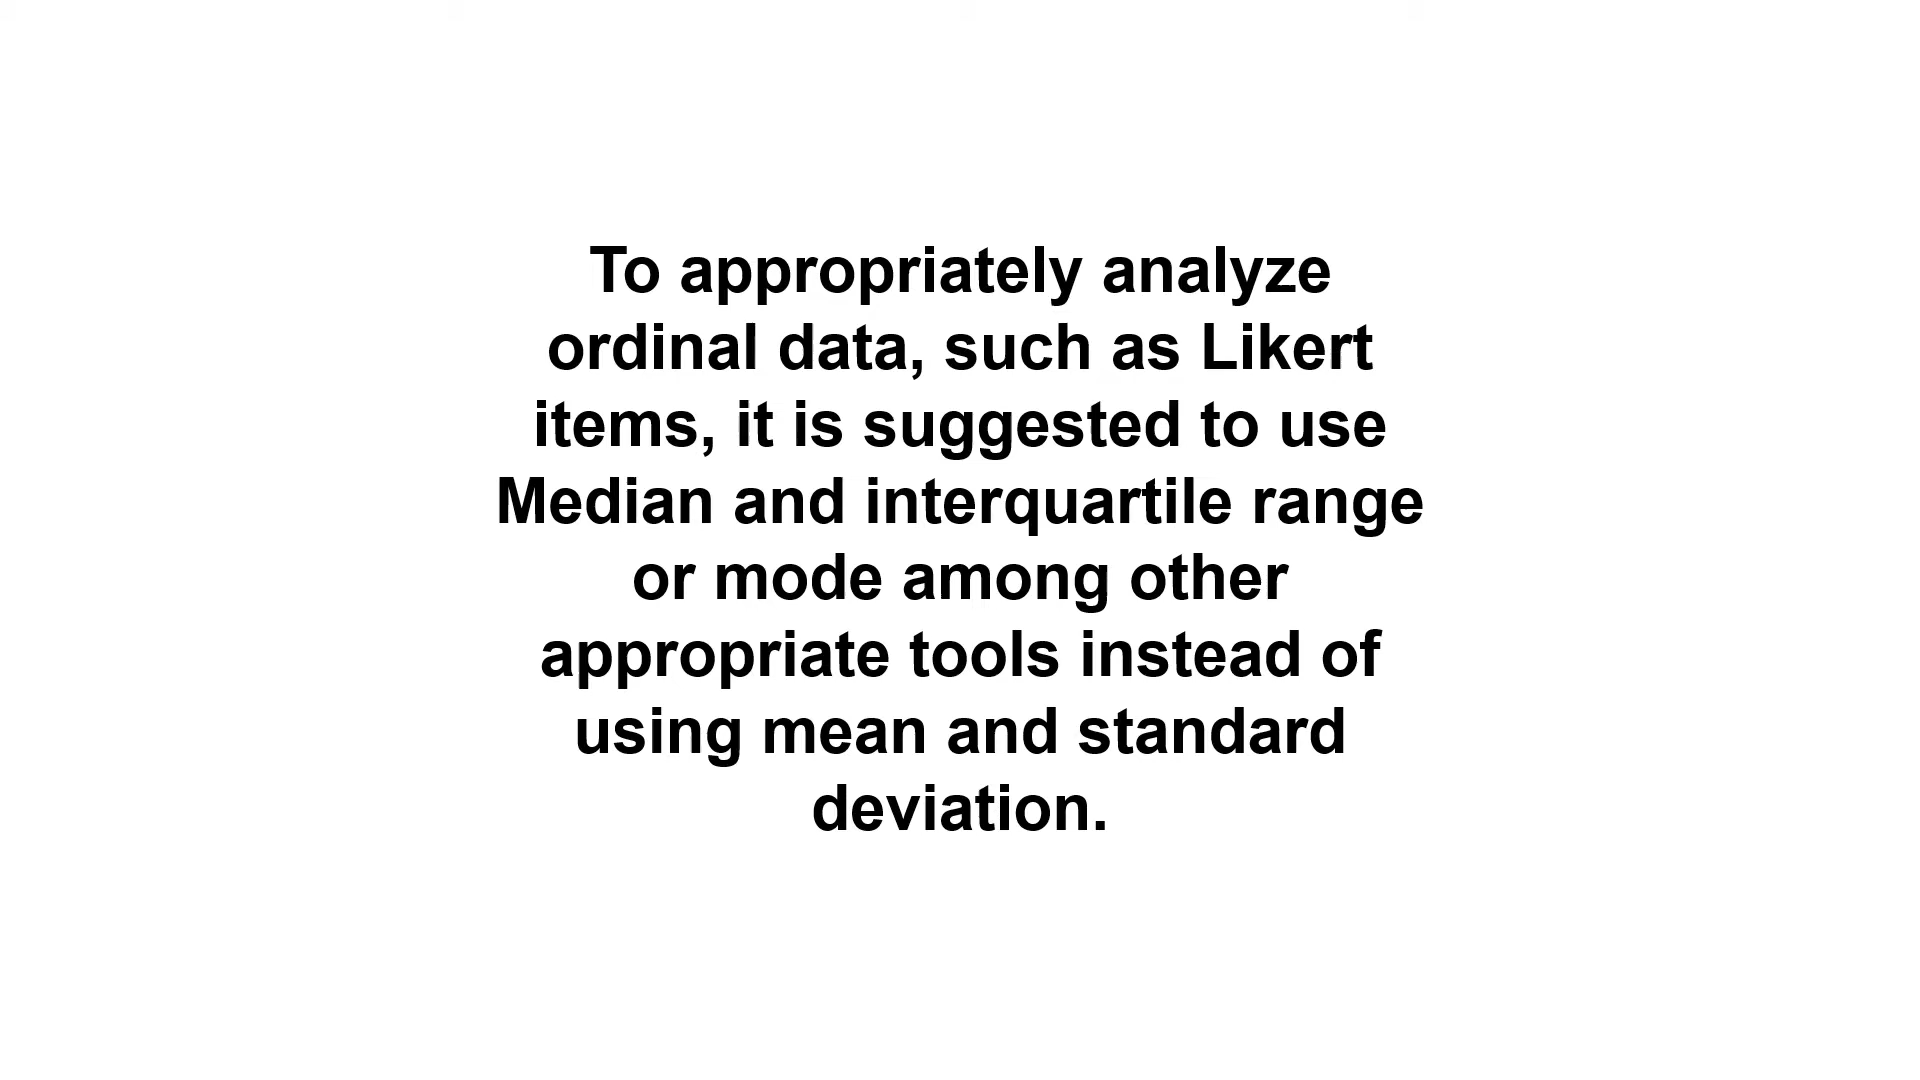 To appropriately analyze
ordinal data, such as Likert
items, it is suggested to use
Median and interquartile range
or mode among other
appropriate tools instead of
using mean and standard
deviation.